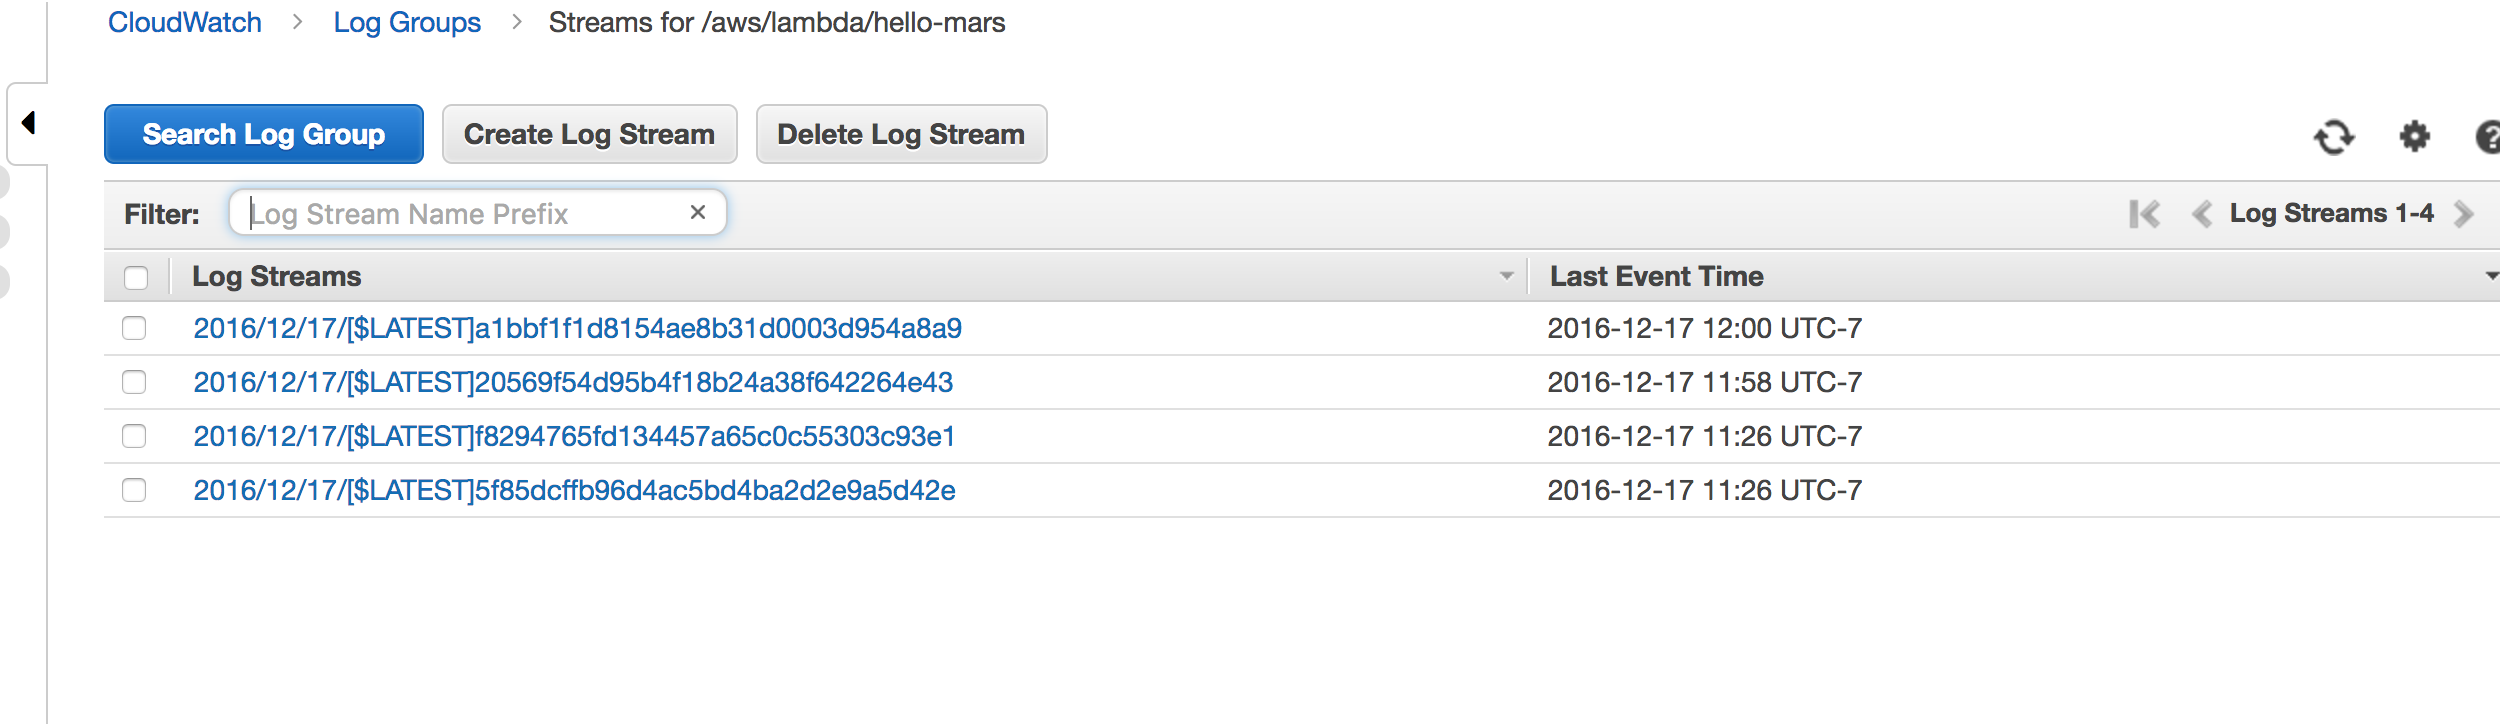 CloudWatch > Log Groups > Streams for /aws/lambda/hello-mars
Search Log Group Create Log Stream Delete Log Stream
Filter: Log Stream Name Prefix Log Streams 1-4
Log Streams Last Event Time
2016/12/17/[$LATEST]a1bbf1f1d8154ae8b31d0003d954a8a9 2016-12-17 12:00 UTC-7
2016/12/17/[$LATEST]20569f54d95b4f18b24a38f642264e43 2016-12-17 11:58 UTC-7
2016/12/17/[$LATEST]f8294765fd134457a65c0c55303c93e1 2016-12-17 11:26 UTC-7
2016/12/17/[$LATEST]5f85dcffb96d4ac5bd4ba2d2e9a5d42e 2016-12-17 11:26 UTC-7